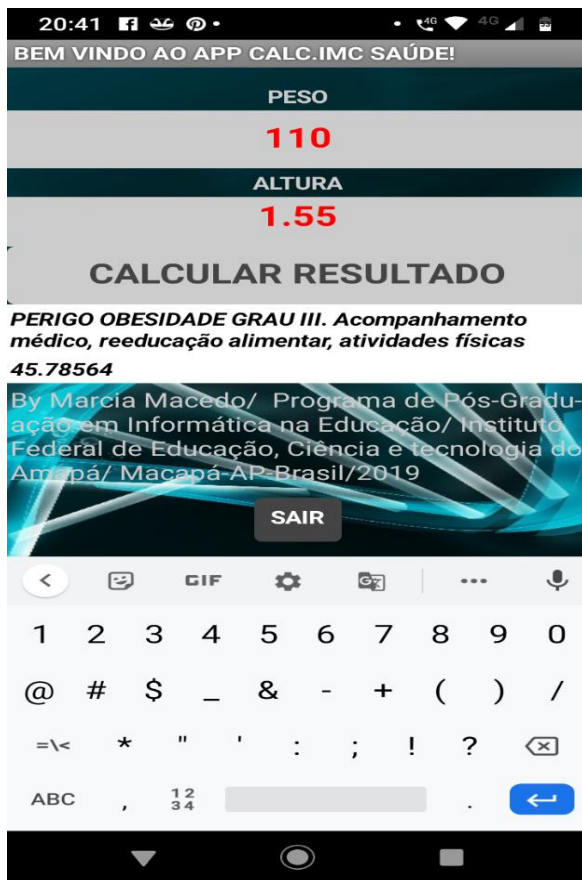 20:41
4G 4G 33
BEM VINDO AO APP CALC.IMC SAÚDE!
PESO
110
ALTURA
1.55
CALCULAR RESULTADO
PERIGO OBESIDADE GRAU III. Acompanhamento
médico, reeducação alimentar, atividades físicas
45.78564
By Marcia Macedo/ Programa de Pós-Gradu-
ação em Informática na Educação/ Instituto
Federal de Educação, Ciência e tecnologia do
Amapá/ Macapá-AP-Brasil/2019
SAIR
GIF
1 2 3 4 5 6 7 8 9 0
@ # $ _ & - + ( ) /
=\< * " ' : ; ! ?
ABC , 12 34 .